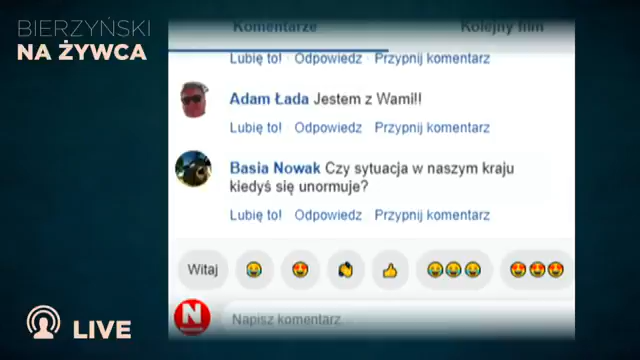 BIERZYŃSKI
NA ŻYWCA
Komentarze Kolejny film
Lubię to! · Odpowiedz · Przypnij komentarz
Adam Łada Jestem z Wami!!
Lubię to! Odpowiedz Przypnij komentarz
Basia Nowak Czy sytuacja w naszym kraju
kiedyś się unormuje?
Lubię to! Odpowiedz Przypnij komentarz
Witaj
N
Napisz komentarz.
LIVE